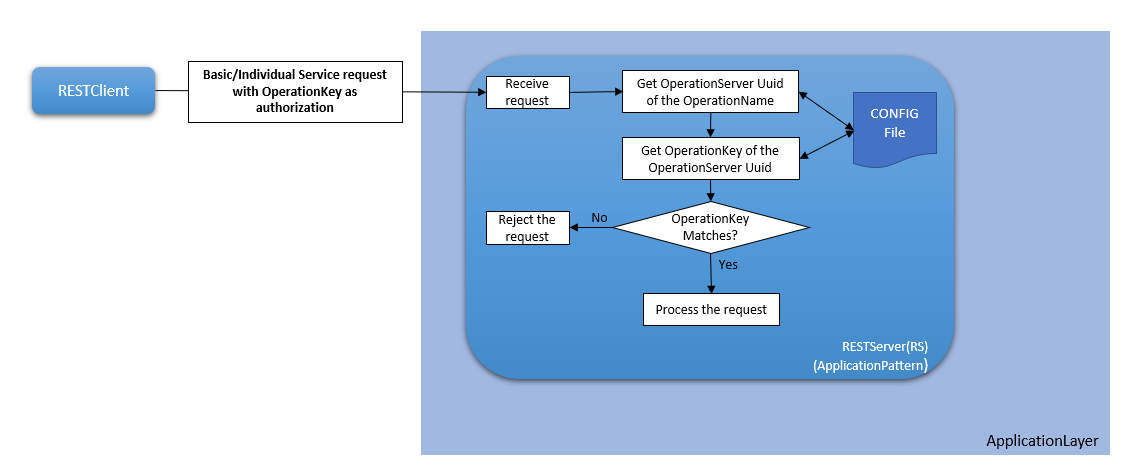 RESTClient
Basic/Individual Service request
with OperationKey as
authorization
Receive
request
Get OperationServer Uuid
of the OperationName
CONFIG
File
Get OperationKey of the
OperationServer Uuid
Reject the
request
No
OperationKey
Matches?
Yes
Process the request
RESTServer(RS)
(ApplicationPattern)
ApplicationLayer